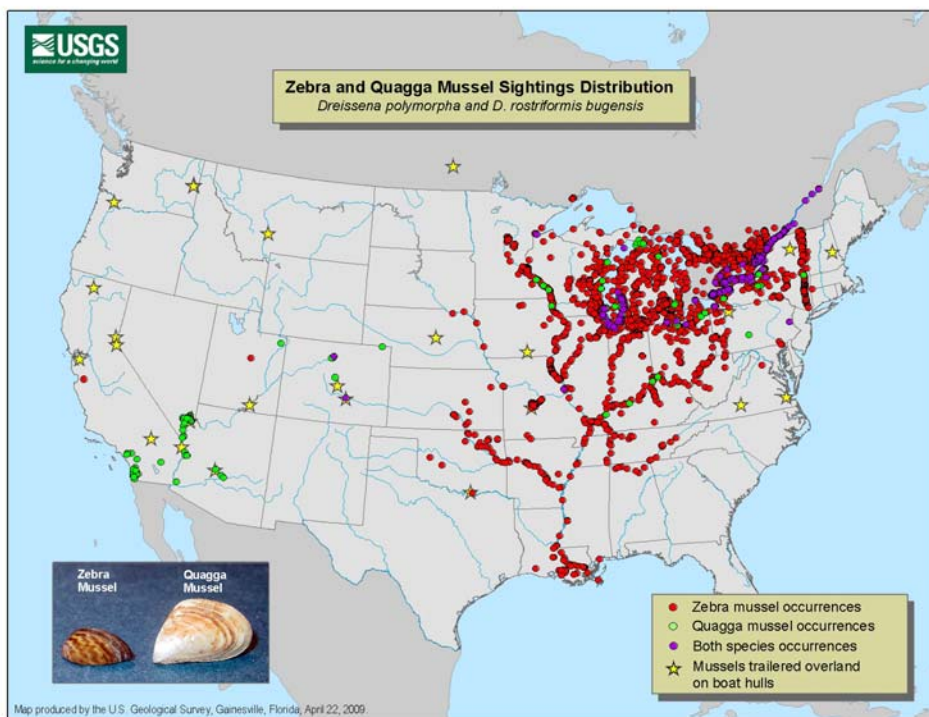 USGS
science for a changing world
Zebra and Quagga Mussel Sightings Distribution
Dreissena polymorpha and D. rostriformis bugensis
Zebra
Mussel
Quagga
Mussel
Zebra mussel occurrences
Quagga mussel occurrences
Both species occurrences
Mussels trailered overland
on boat hulls
Map produced by the U.S. Geological Survey, Gainesville, Florida, April 22, 2009.